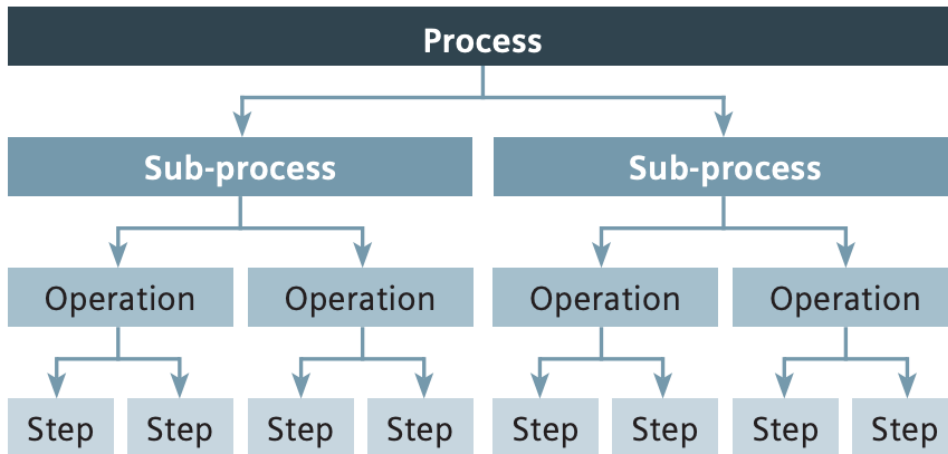 Process
Sub-process Sub-process
Operation Operation Operation Operation
Step Step Step Step Step Step Step Step